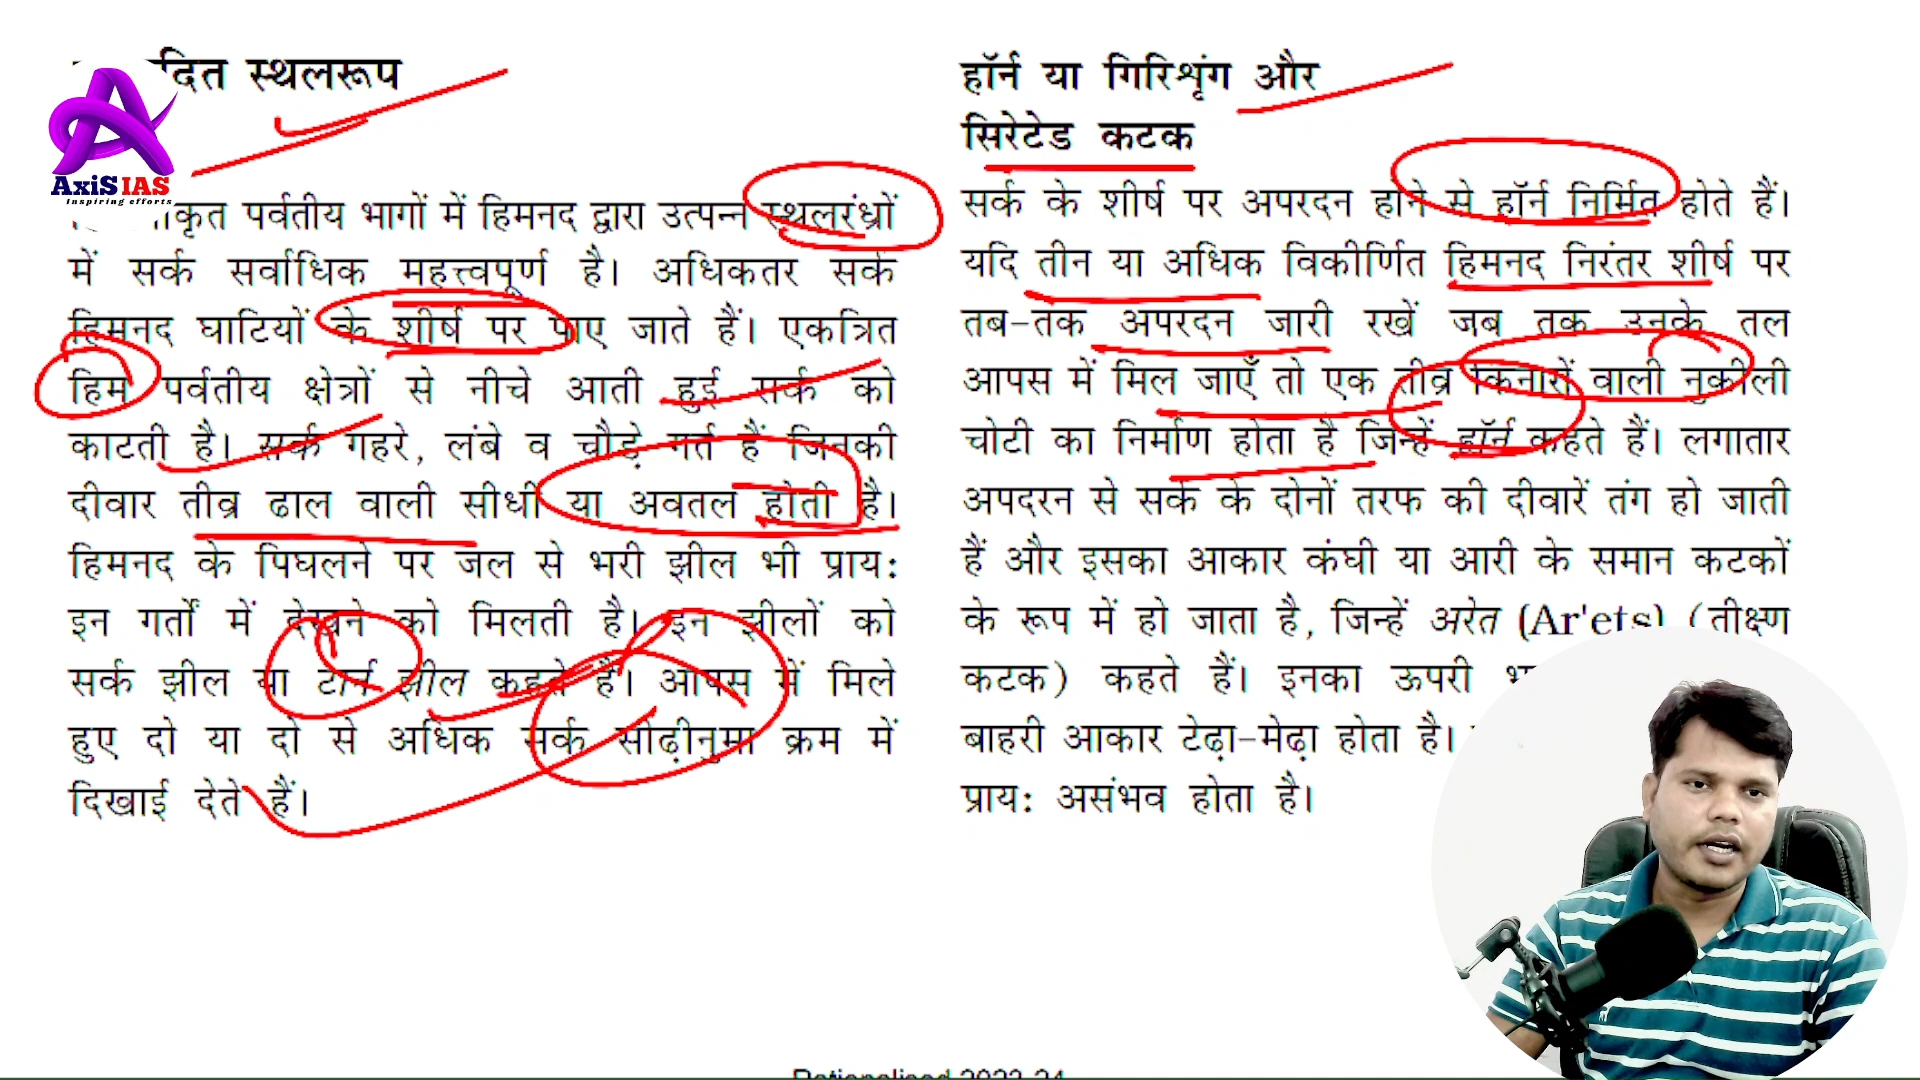 स्थलरूप
AxiS IAS
Inspiring efforts
पर्वतीय भागों में हिमनद द्वारा उत्पन्न स्थलरंध्रों
में सर्क सर्वाधिक महत्त्वपूर्ण है। अधिकतर सर्क
हिमनद घाटियों के शीर्ष पर पाए जाते हैं। एकत्रित
हिम पर्वतीय क्षेत्रों से नीचे आती हुई सर्क को
काटती है। सर्क गहरे, लंबे व चौड़े गर्त हैं जिनकी
दीवार तीव्र ढाल वाली सीधी या अवतल होती है।
हिमनद के पिघलने पर जल से भरी झील भी प्राय:
इन गर्तों में देखने को मिलती है। इन झीलों को
सर्क झील या टार्न झील कहते हैं। आपस में मिले
हुए दो या दो से अधिक सर्क सीढ़ीनुमा क्रम में
दिखाई देते हैं।
हॉर्न या गिरिशृंग और
सिरेटेड कटक
सर्क के शीर्ष पर अपरदन होने से हॉर्न निर्मित होते हैं।
यदि तीन या अधिक विकीर्णित हिमनद निरंतर शीर्ष पर
तब-तक अपरदन जारी रखें जब तक उनके तल
आपस में मिल जाएँ तो एक तीव्र किनारों वाली नुकीली
चोटी का निर्माण होता है जिन्हें हॉर्न कहते हैं। लगातार
अपदरन से सर्क के दोनों तरफ की दीवारें तंग हो जाती
हैं और इसका आकार कंघी या आरी के समान कटकों
के रूप में हो जाता है, जिन्हें अरेत (Ar'ets) (तीक्ष्ण
कटक) कहते हैं। इनका ऊपरी
बाहरी आकार टेढ़ा-मेढ़ा होता है।
प्राय: असंभव होता है।